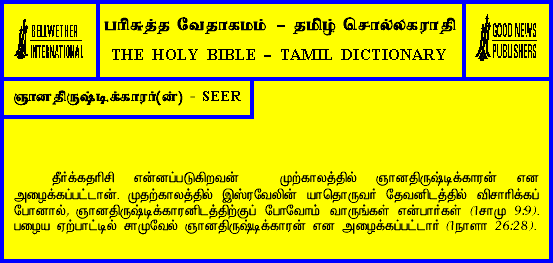 BELLWETHER
INTERNATIONAL
பரிசுத்த வேதாகமம் – தமிழ் சொல்லகராதி
THE HOLY BIBLE – TAMIL DICTIONARY
GOOD NEWS
PUBLISHERS
ஞானதிருஷ்டிக்காரர்(ன்) - SEER
தீர்க்கதரிசி என்னப்படுகிறவன் முற்காலத்தில் ஞானதிருஷ்டிக்காரன் என
அழைக்கப்பட்டான். முதற்காலத்தில் இஸ்ரவேலின் யாதொருவர் தேவனிடத்தில் விசாரிக்கப்
போனால், ஞானதிருஷ்டிக்காரனிடத்திற்குப் போவோம் வாருங்கள் என்பார்கள் (1சாமு 9:9).
பழைய ஏற்பாட்டில் சாமுவேல் ஞானதிருஷ்டிக்காரன் என அழைக்கப்பட்டார் (1நாளா 26:28).